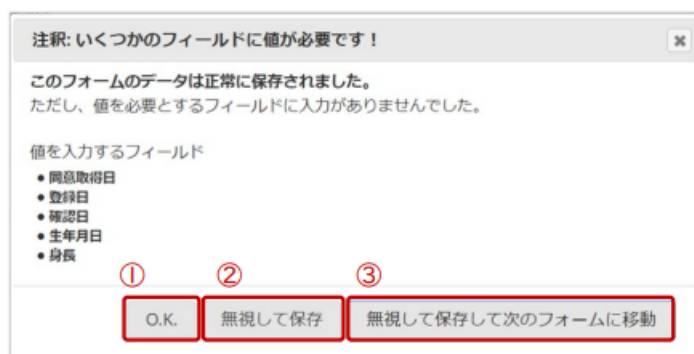 注釈: いくつかのフィールドに値が必要です！
このフォームのデータは正常に保存されました。
ただし、値を必要とするフィールドに入力がありませんでした。
値を入力するフィールド
● 同意取得日
● 登録日
● 確認日
● 生年月日
● 身長
① ② ③
O.K. 無視して保存 無視して保存して次のフォームに移動